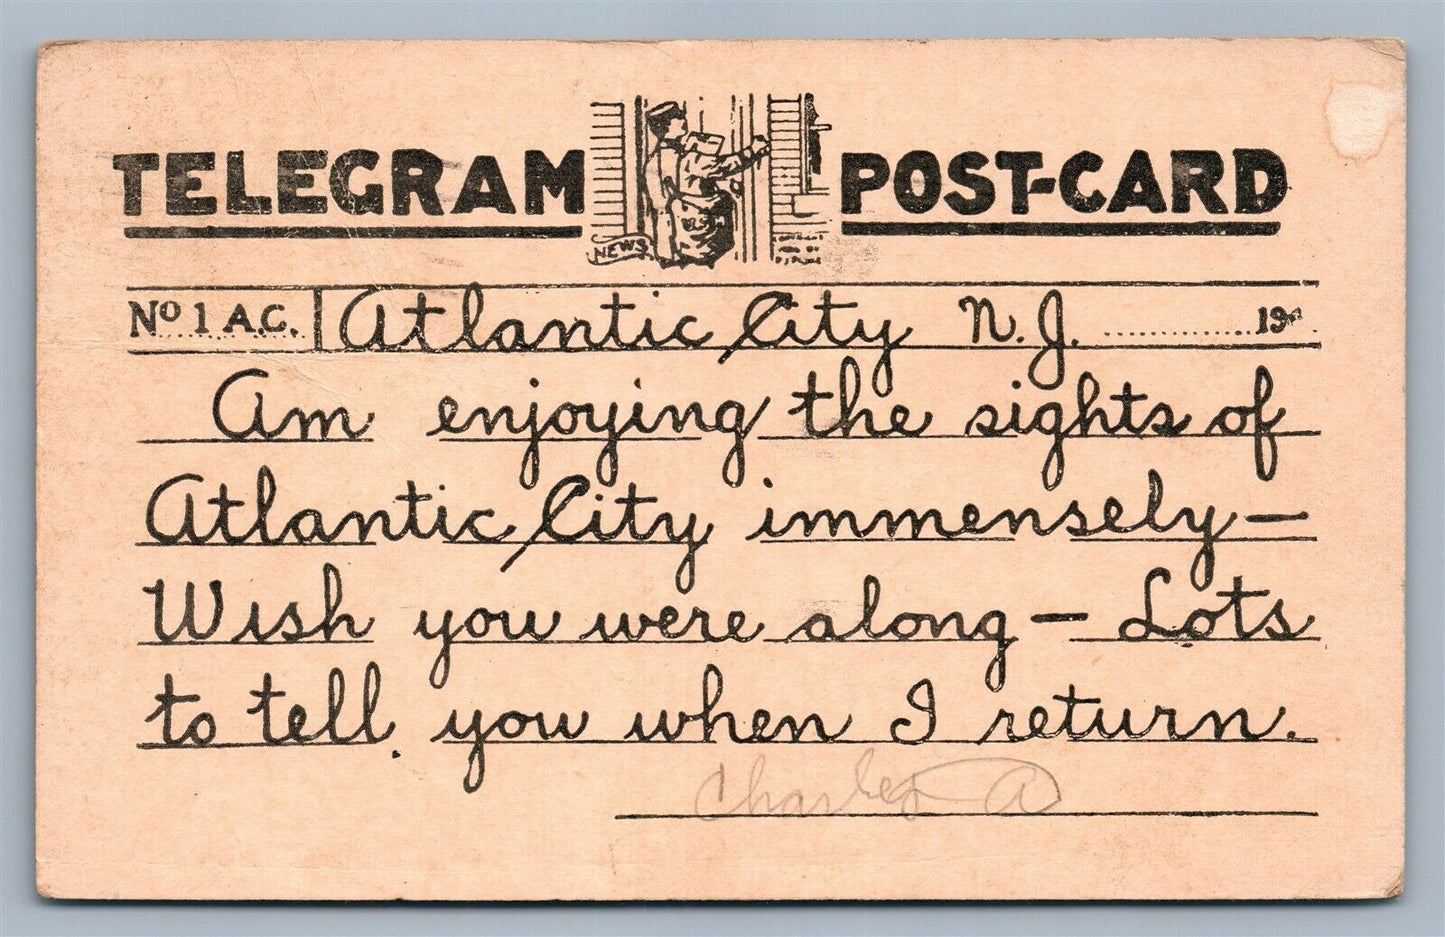 TELEGRAM POST-CARD
NEWS
No 1 A.C. Atlantic City N.J. 19
Am enjoying the sights of
Atlantic City immensely —
Wish you were along — Lots
to tell you when I return.
Charles A